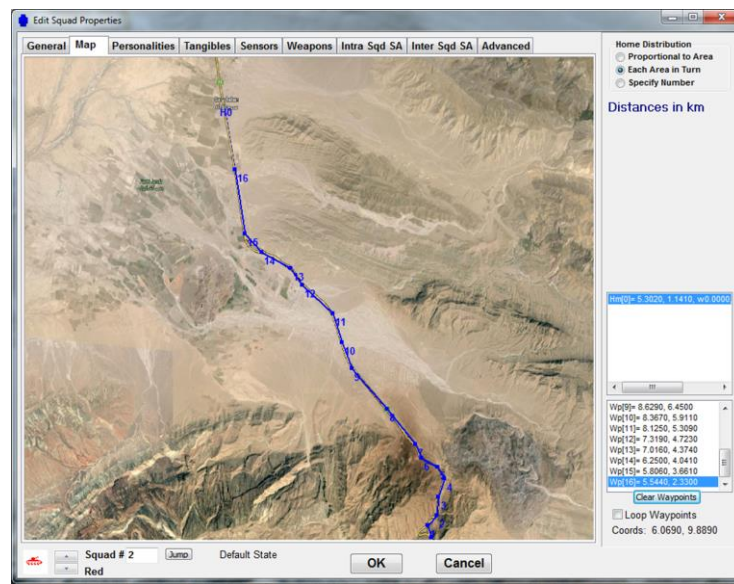 Edit Squad Properties
General Map Personalities Tangibles Sensors Weapons Intra Sqd SA Inter Sqd SA Advanced
Home Distribution
Proportional to Area
Each Area in Turn
Specify Number
Distances in km
H0
16
15
14
13
12
11
10
9
8
7
4
Hm[0]= 5.3020, 1.1410, w0.0000
Wp[9]= 8.6290, 6.4500
Wp[10]= 8.3670, 5.9110
Wp[11]= 8.1250, 5.3090
Wp[12]= 7.3190, 4.7230
Wp[13]= 7.0160, 4.3740
Wp[14]= 6.2500, 4.0410
Wp[15]= 5.8060, 3.6610
Wp[16]= 5.5440, 2.3300
Clear Waypoints
Loop Waypoints
Coords: 6.0690, 9.8890
Squad # 2 Jump Default State
Red
OK Cancel